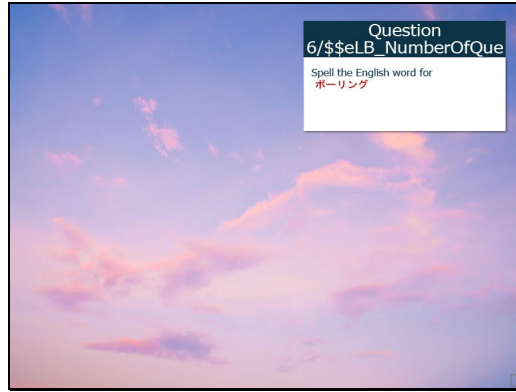 Question
6/$$eLB_NumberOfQue
Spell the English word for
ボーリング